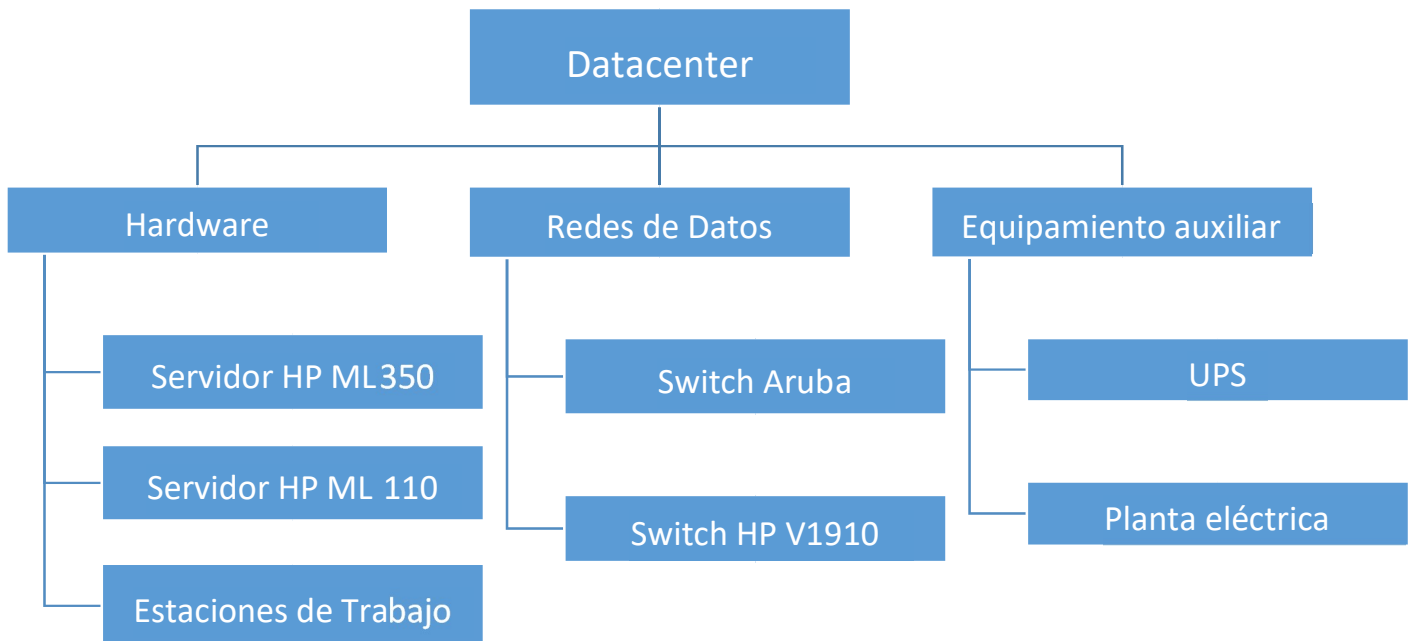 Datacenter
Hardware
Redes de Datos
Equipamiento auxiliar
Servidor HP ML350
Switch Aruba
UPS
Servidor HP ML 110
Switch HP V1910
Planta eléctrica
Estaciones de Trabajo